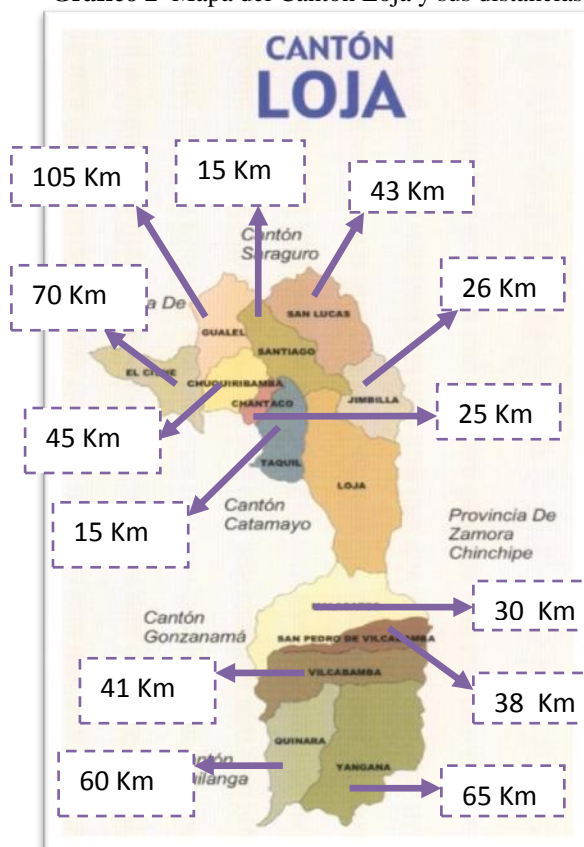 CANTÓN
LOJA
105 Km
15 Km
43 Km
Cantón
Saraguro
70 Km
De
26 Km
SAN LUCAS
GUALEL
SANTIAGO
EL CISNE
CHUQUIRIBAMBA
JIMBILLA
CHANTACO
45 Km
25 Km
TAQUIL
LOJA
15 Km
Cantón
Catamayo
Provincia De
Zamora
Chinchipe
30 Km
Cantón
Gonzanamá
SAN PEDRO DE VILCABAMBA
41 Km
VILCABAMBA
38 Km
QUINARA
YANGANA
60 Km
65 Km